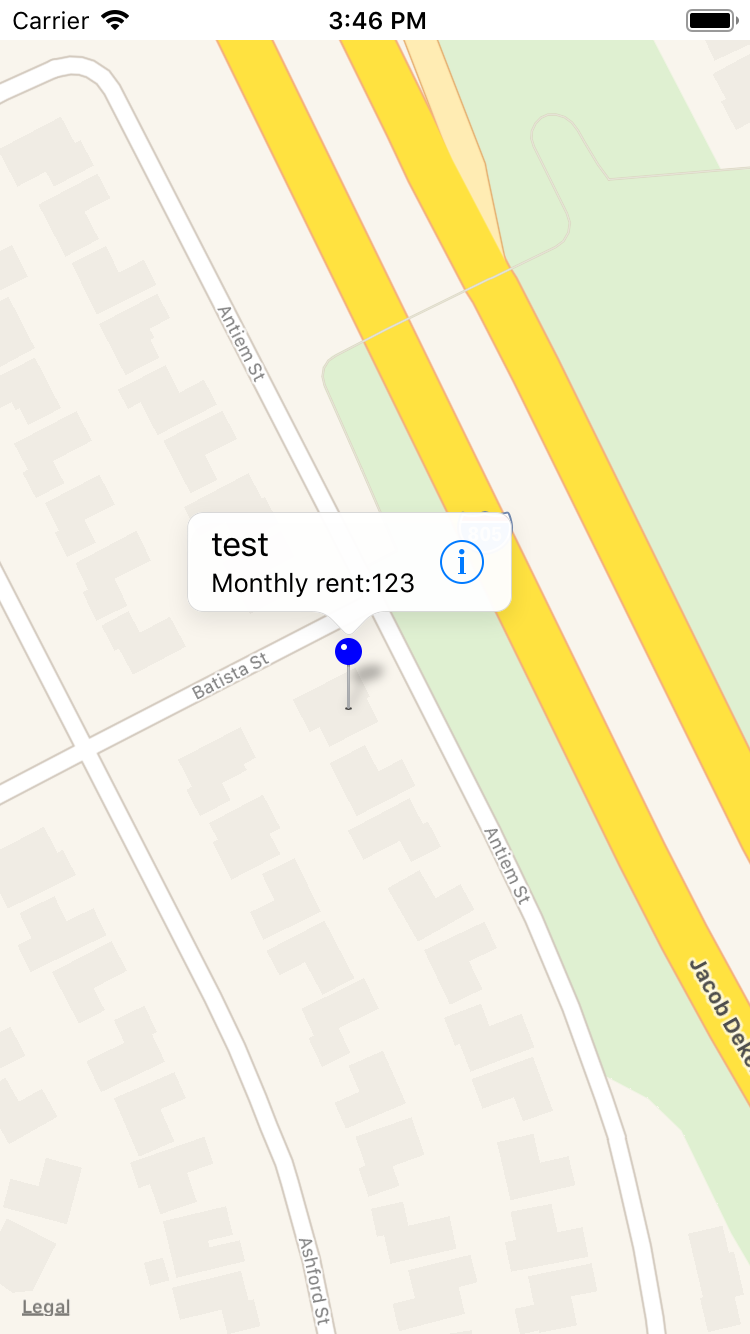 Carrier
3:46 PM
Antiem St
test
Monthly rent:123
Batista St
Antiem St
Jacob Deke
Ashford St
Legal